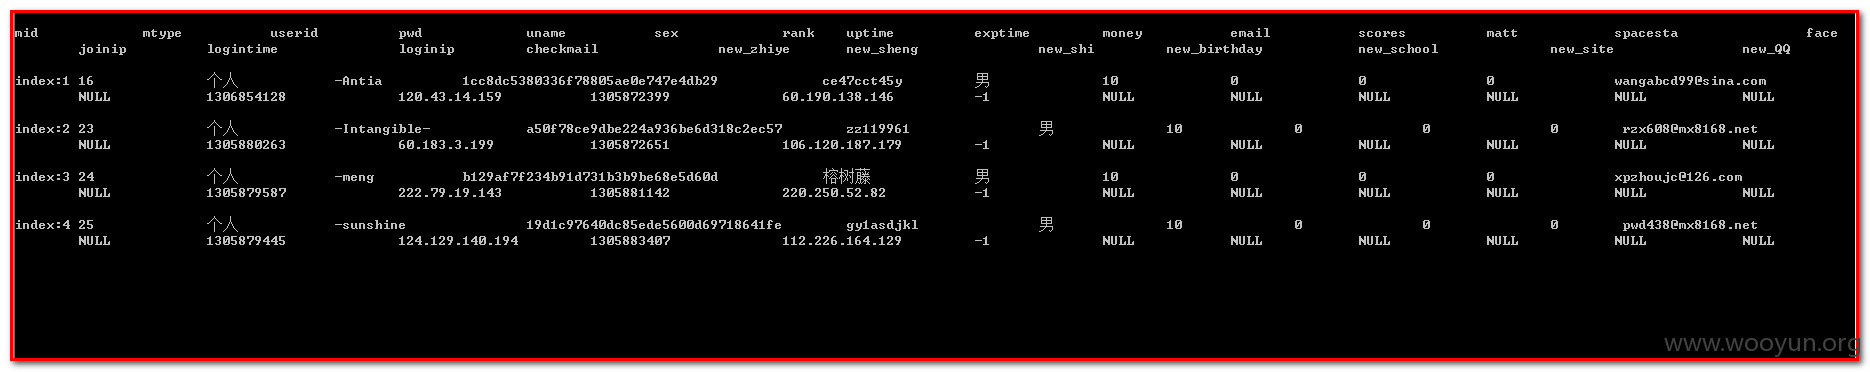 mid mtype userid pwd uname sex rank uptime exptime money email scores matt spacesta face
joinip logintime loginip checkmail new_zhiye new_sheng new_shi new_birthday new_school new_site new_QQ
index:1 16 个人 -Antia 1cc8dc5380336f78805ae0e747e4db29 ce47cct45y 男 10 0 0 0 wangabcd99@sina.com
NULL 1306854128 120.43.14.159 1305872399 60.190.138.146 -1 NULL NULL NULL NULL NULL NULL
index:2 23 个人 -Intangible- a50f78ce9dbe224a936be6d318c2ec57 zz119961 男 10 0 0 0 rzx608@mx8168.net
NULL 1305880263 60.183.3.199 1305872651 106.120.187.179 -1 NULL NULL NULL NULL NULL NULL
index:3 24 个人 -meng b129af7f234b91d731b3b9be68e5d60d 榕树藤 男 10 0 0 0 xpzhoujc@126.com
NULL 1305879587 222.79.19.143 1305881142 220.250.52.82 -1 NULL NULL NULL NULL NULL NULL
index:4 25 个人 -sunshine 19d1c97640dc85ede5600d69718641fe gy1asdjkl 男 10 0 0 0 pwd438@mx8168.net
NULL 1305879445 124.129.140.194 1305883407 112.226.164.129 -1 NULL NULL NULL NULL NULL NULL
www.wooyun.org